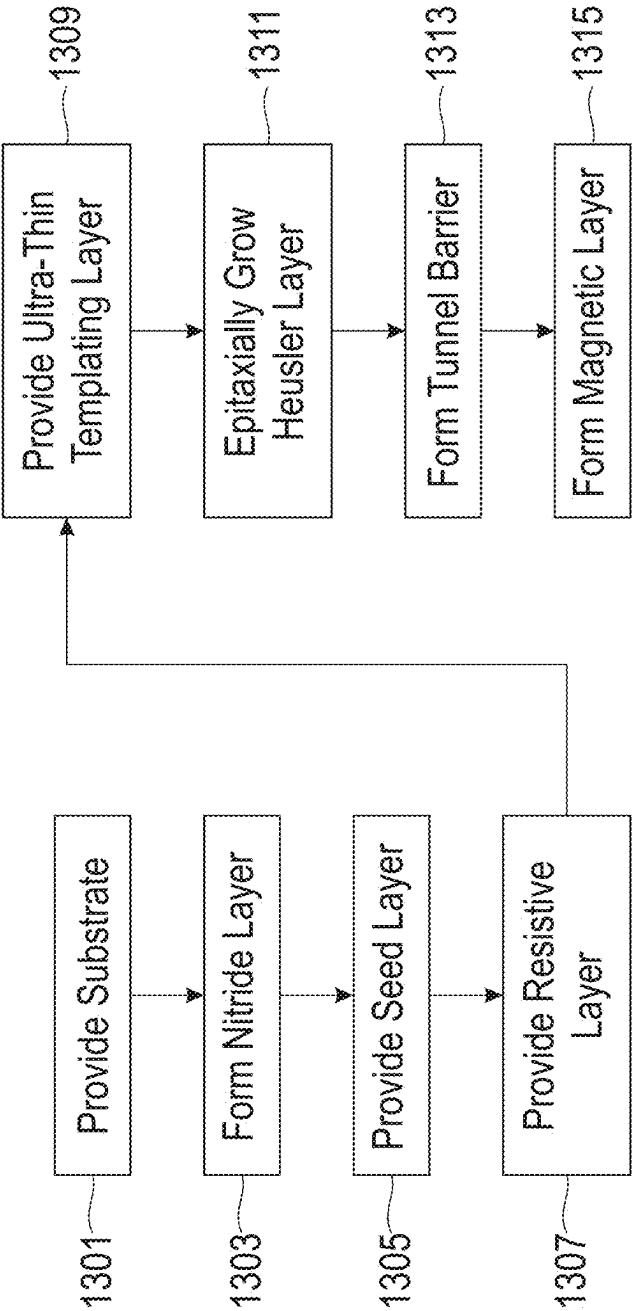 1301
Provide Substrate
1303
Form Nitride Layer
1305
Provide Seed Layer
1307
Provide Resistive
Layer
Provide Ultra-Thin
Templating Layer
1309
Epitaxially Grow
Heusler Layer
1311
Form Tunnel Barrier
1313
Form Magnetic Layer
1315